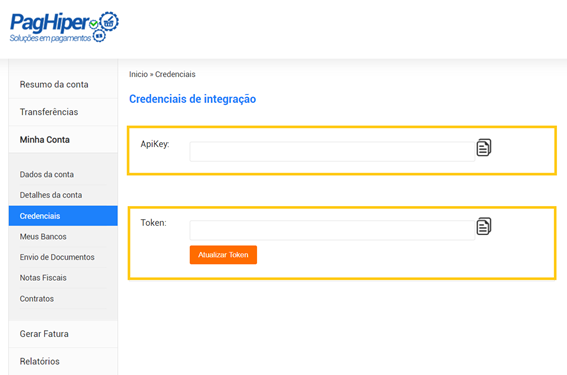 PagHiper
Soluções em pagamentos
Resumo da conta
Transferências
Minha Conta
Dados da conta
Detalhes da conta
Credenciais
Meus Bancos
Envio de Documentos
Notas Fiscais
Contratos
Gerar Fatura
Relatórios
Inicio » Credenciais
Credenciais de integração
ApiKey:
Token:
Atualizar Token